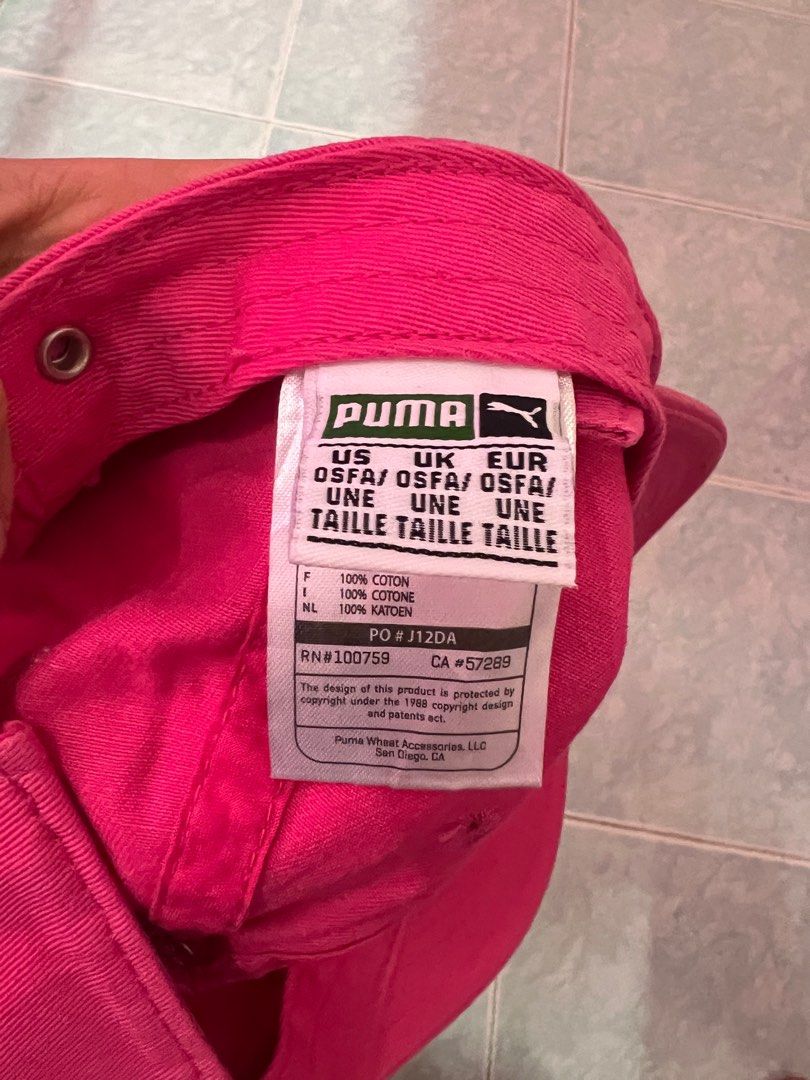 PUMA
US UK EUR
OSFA/ OSFA/ OSFA/
UNE UNE UNE
TAILLE TAILLE TAILLE
F 100% COTON
I 100% COTONE
NL 100% KATOEN
PO # J12DA
RN#100759 CA #57289
The design of this product is protected by
copyright under the 1988 copyright design
and patents act.
Puma Wheat Accessories, LLC
San Diego, CA